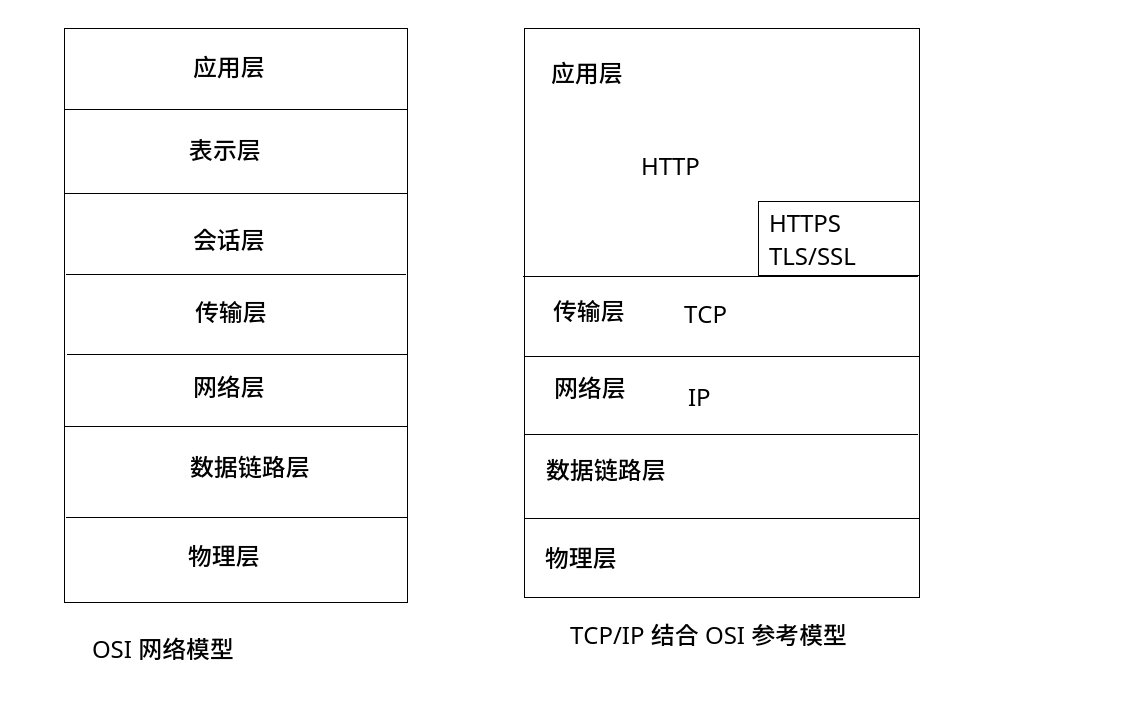 应用层
表示层
会话层
传输层
网络层
数据链路层
物理层
OSI 网络模型
应用层
HTTP
HTTPS
TLS/SSL
传输层 TCP
网络层 IP
数据链路层
物理层
TCP/IP 结合 OSI 参考模型